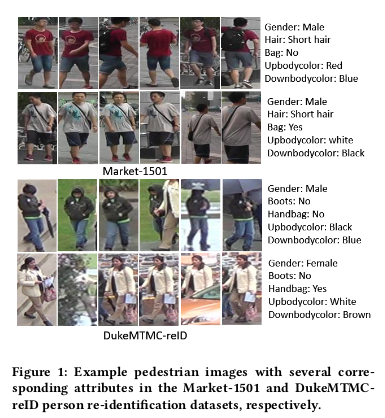 Gender: Male
Hair: Short hair
Bag: No
Upbodycolor: Red
Downbodycolor: Blue
Gender: Male
Hair: Short hair
Bag: Yes
Upbodycolor: white
Downbodycolor: Black
Market-1501
Gender: Male
Boots: No
Handbag: No
Upbodycolor: Black
Downbodycolor: Blue
Gender: Female
Boots: No
Handbag: Yes
Upbodycolor: White
Downbodycolor: Brown
DukeMTMC-reID
Figure 1: Example pedestrian images with several corre-
sponding attributes in the Market-1501 and DukeMTMC-
reID person re-identification datasets, respectively.